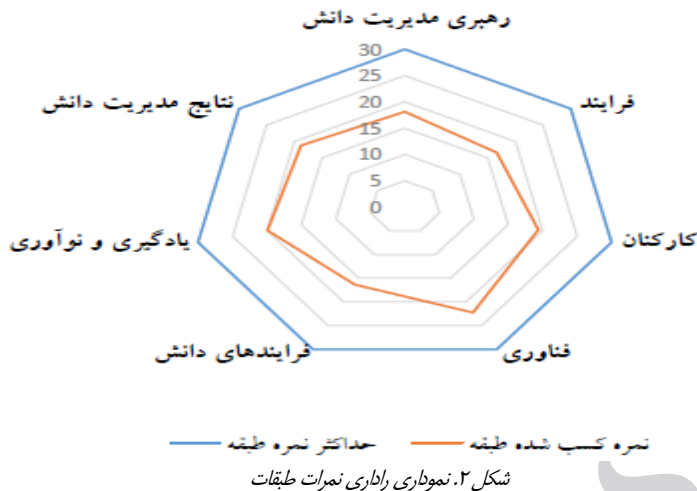 رهبری مدیریت دانش
30
25
20
15
10
5
0
نتایج مدیریت دانش
فرایند
یادگیری و نوآوری
کارکنان
فرایندهای دانش
فناوری
حداکثر نمره طبقه
نمره کسب شده طبقه
شکل ۲. نموداری راداری نمرات طبقات